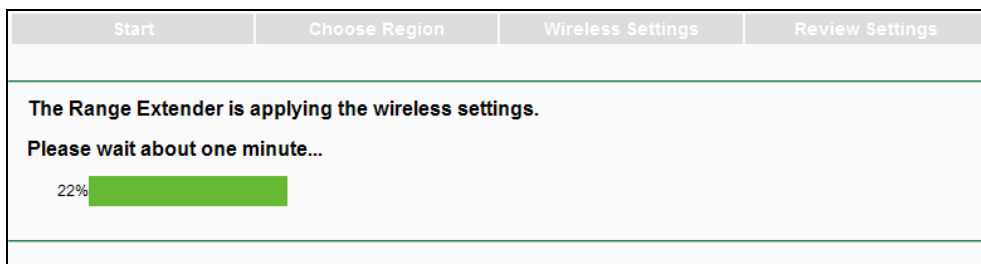 Start Choose Region Wireless Settings Review Settings
The Range Extender is applying the wireless settings.
Please wait about one minute...
22%